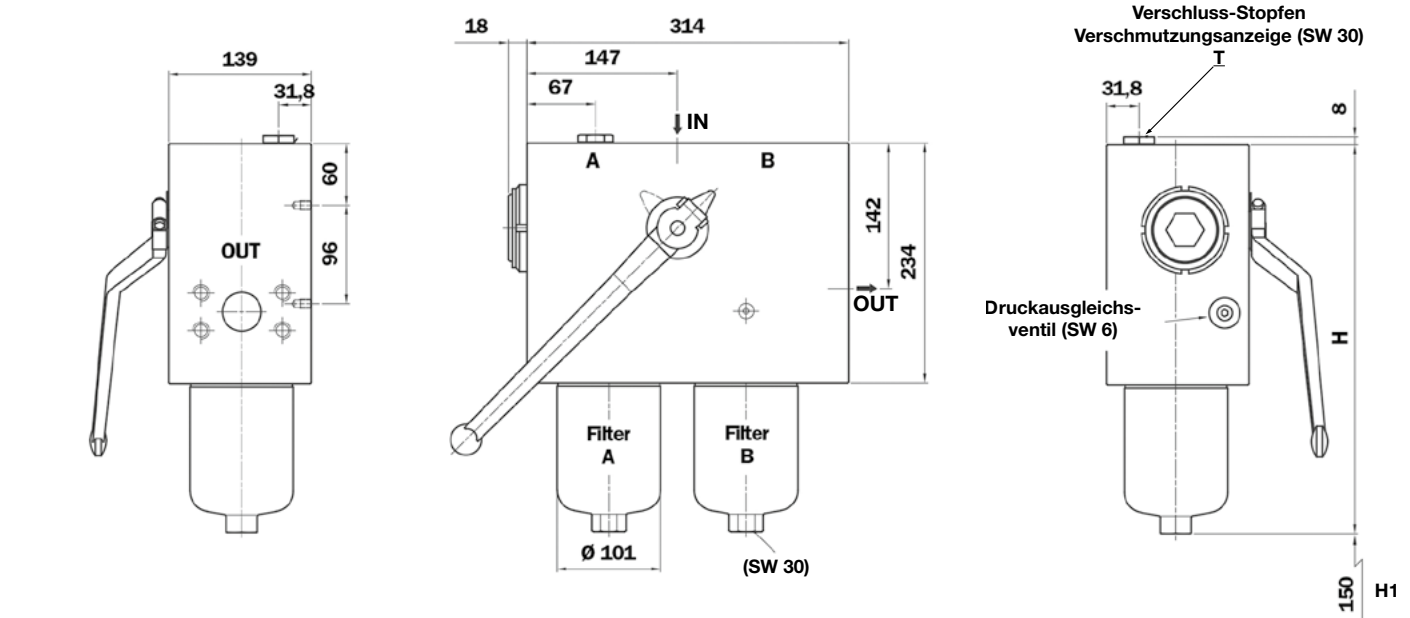 139
31,8
60
96
OUT
18
314
147
67
IN
A
B
142
234
OUT
Filter
A
Filter
B
Ø 101
(SW 30)
Verschluss-Stopfen
Verschmutzungsanzeige (SW 30)
T
31,8
8
Druckausgleichs-
ventil (SW 6)
H
150
H1